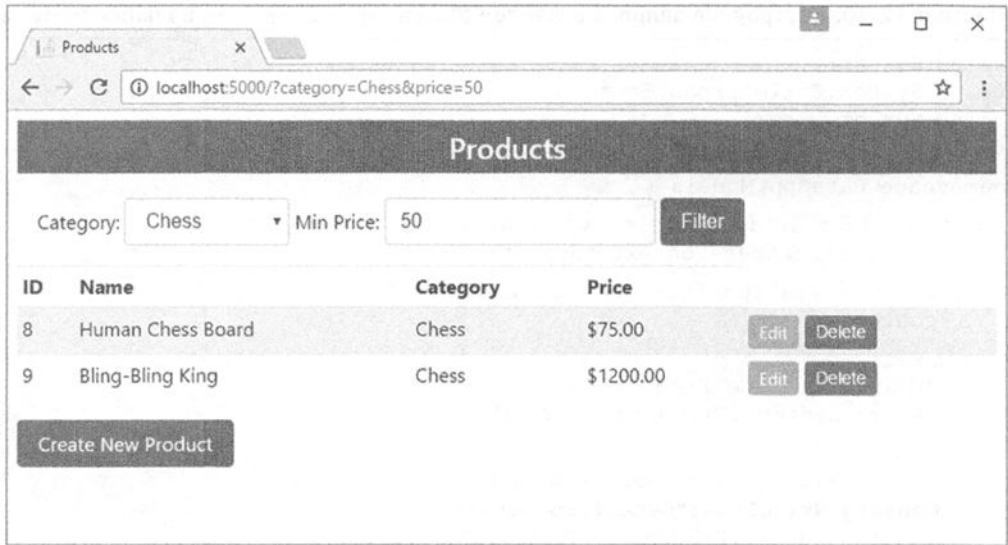 Products
localhost:5000/?category=Chess&price=50
Products
Category: Chess Min Price: 50 Filter
ID Name Category Price
8 Human Chess Board Chess $75.00 Edit Delete
9 Bling-Bling King Chess $1200.00 Edit Delete
Create New Product